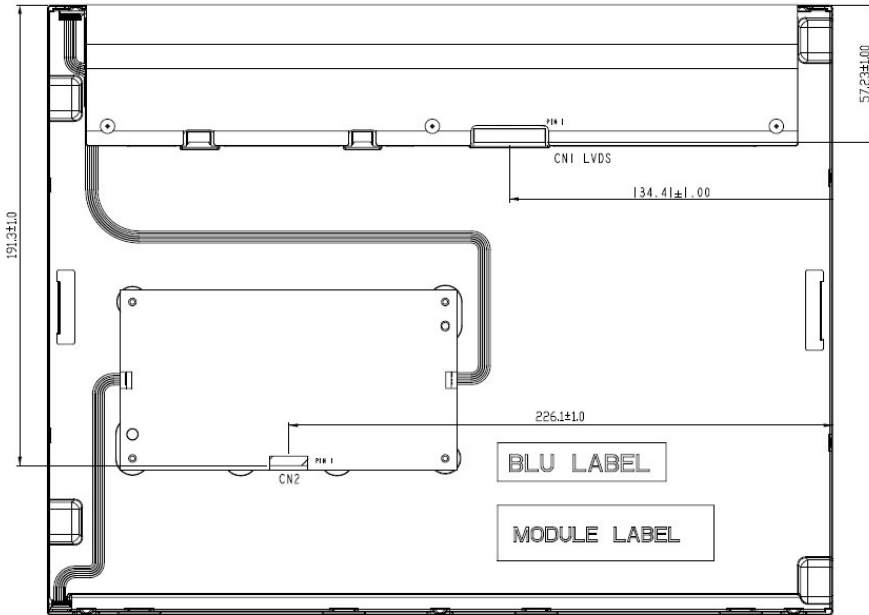 57.23±1.00
PIN 1
CN1 LVDS
134.41±1.00
191.3±1.0
226.1±1.0
PIN 1
CN2
BLU LABEL
MODULE LABEL